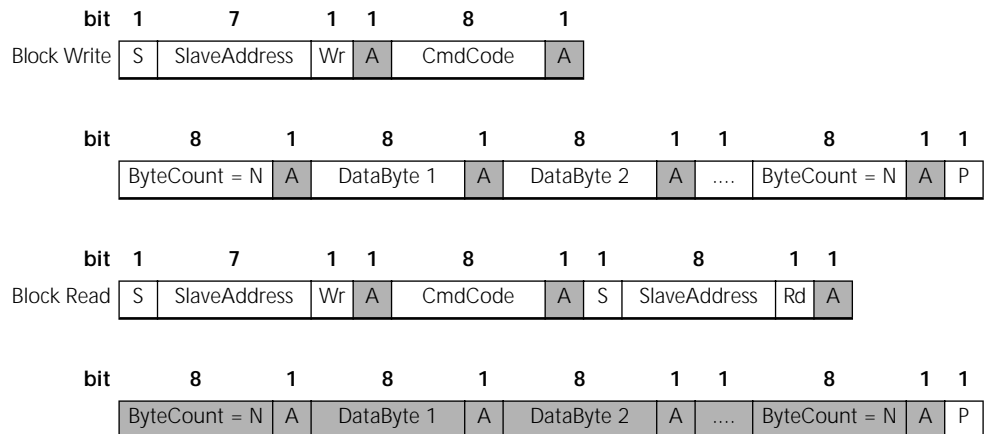 bit 1 7 1 1 8 1
Block Write S SlaveAddress Wr A CmdCode A
bit 8 1 8 1 8 1 1 8 1 1
ByteCount = N A DataByte 1 A DataByte 2 A .... ByteCount = N A P
bit 1 7 1 1 8 1 1 8 1 1
Block Read S SlaveAddress Wr A CmdCode A S SlaveAddress Rd A
bit 8 1 8 1 8 1 1 8 1 1
ByteCount = N A DataByte 1 A DataByte 2 A .... ByteCount = N A P